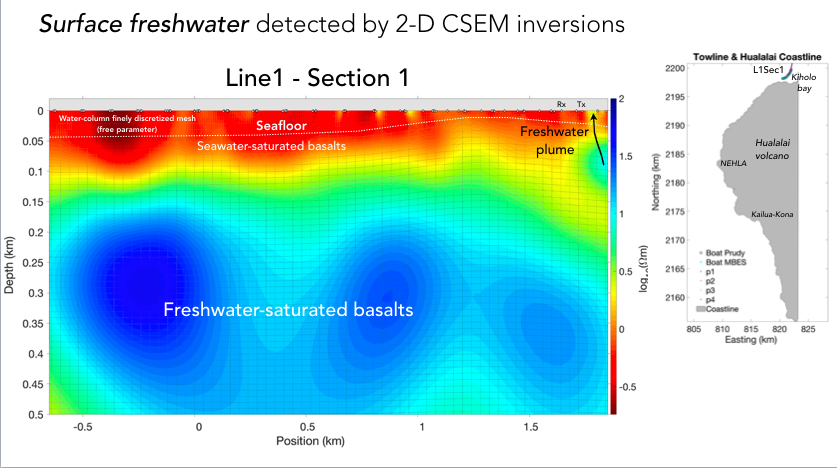 Surface freshwater detected by 2-D CSEM inversions
Line1 - Section 1
Rx Tx
Water-column finely discretized mesh
(free parameter)
Seafloor
Seawater-saturated basalts
Freshwater
plume
Freshwater-saturated basalts
0
0.05
0.1
0.15
0.2
0.25
0.3
0.35
0.4
0.45
0.5
Depth (km)
-0.5
0
0.5
1
1.5
Position (km)
2
1.5
1
0.5
0
-0.5
(Ωm)
Towline & Hualalai Coastline
L1Sec1
Kiholo
bay
Hualalai
volcano
NEHLA
Kailua-Kona
Boat Prudy
Boat MBES
p1
p2
p3
p4
Coastline
2200
2195
2190
2185
2180
2175
2170
2165
2160
Northing (km)
805
810
815
820
825
Easting (km)